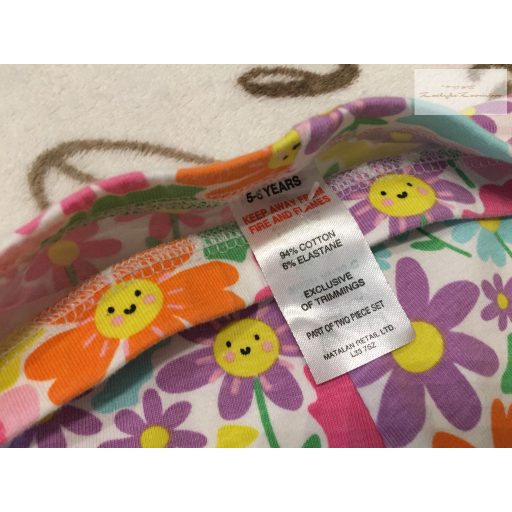 5-6 YEARS
KEEP AWAY FROM
FIRE AND FLAMES
94% COTTON
6% ELASTANE
EXCLUSIVE
OF TRIMMINGS
PART OF TWO PIECE SET
MATALAN RETAIL LTD.
L33 7SZ